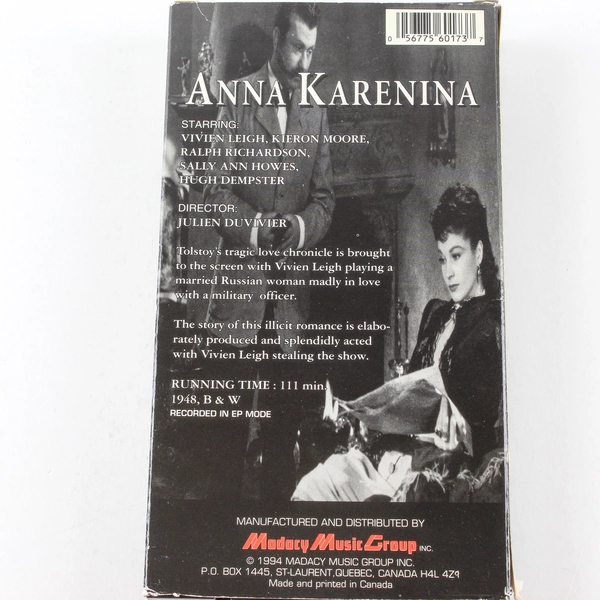 0 56775 60173 7
ANNA KARENINA
STARRING:
VIVIEN LEIGH, KIERON MOORE,
RALPH RICHARDSON,
SALLY ANN HOWES,
HUGH DEMPSTER
DIRECTOR:
JULIEN DUVIVIER
Tolstoy's tragic love chronicle is brought
to the screen with Vivien Leigh playing a
married Russian woman madly in love
with a military officer.
The story of this illicit romance is elabo-
rately produced and splendidly acted
with Vivien Leigh stealing the show.
RUNNING TIME : 111 min.
1948, B & W
RECORDED IN EP MODE
MANUFACTURED AND DISTRIBUTED BY
Madacy Music Group INC.
© 1994 MADACY MUSIC GROUP INC.
P.O. BOX 1445, ST-LAURENT,QUEBEC, CANADA H4L 4Z9
Made and printed in Canada